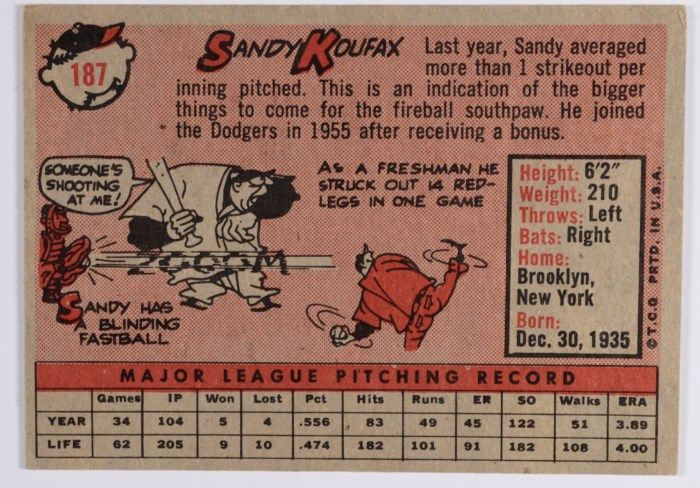 187
SANDY KOUFAX
Last year, Sandy averaged
more than 1 strikeout per
inning pitched. This is an indication of the bigger
things to come for the fireball southpaw. He joined
the Dodgers in 1955 after receiving a bonus.
SOMEONE'S
SHOOTING
AT ME!
ZOOOM
SANDY HAS
A BLINDING
FASTBALL
AS A FRESHMAN HE
STRUCK OUT 14 RED-
LEGS IN ONE GAME
Height: 6'2"
Weight: 210
Throws: Left
Bats: Right
Home:
Brooklyn,
New York
Born:
Dec. 30, 1935
© T.C.G PRTD. IN U.S.A.
MAJOR LEAGUE PITCHING RECORD
Games IP Won Lost Pct Hits Runs ER SO Walks ERA
YEAR 34 104 5 4 .556 83 49 45 122 51 3.89
LIFE 62 205 9 10 .474 182 101 91 182 108 4.00